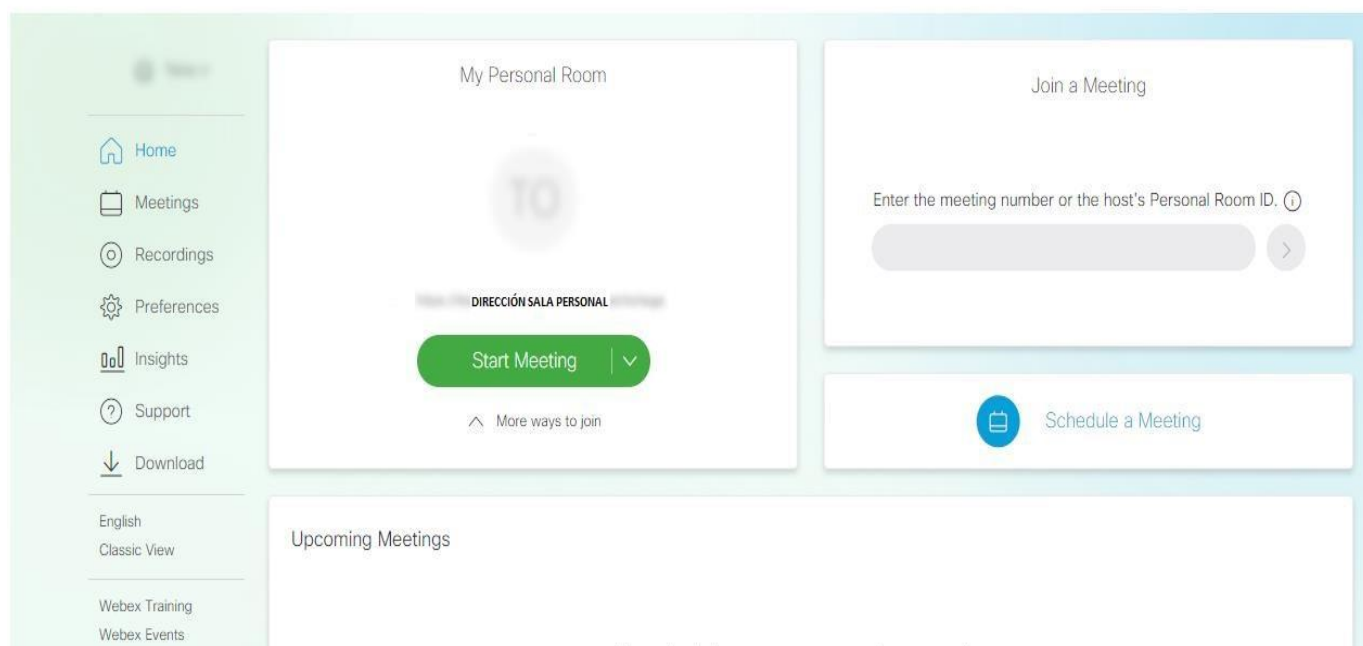 Home
Meetings
Recordings
Preferences
Insights
Support
Download
English
Classic View
Webex Training
Webex Events
My Personal Room
TO
DIRECCIÓN SALA PERSONAL
Start Meeting
More ways to join
Join a Meeting
Enter the meeting number or the host's Personal Room ID.
Schedule a Meeting
Upcoming Meetings